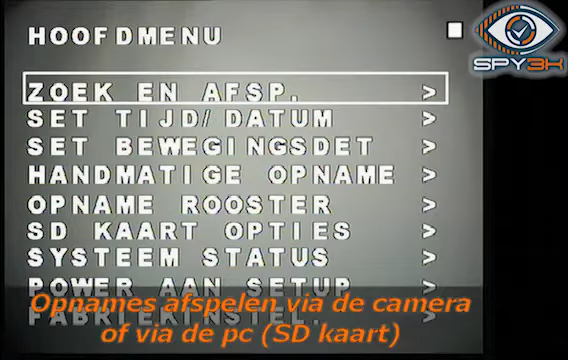 HOOFDMENU
SPY3K
ZOEK EN AFSP. >
SET TIJD/DATUM >
SET BEWEGINGSDET >
HANDMATIGE OPNAME >
OPNAME ROOSTER >
SD KAART OPTIES >
SYSTEEM STATUS >
POWER AAN SETUP >
Opnames afspelen via de camera
FABRIEKINSTEL. >
of via de pc (SD kaart)